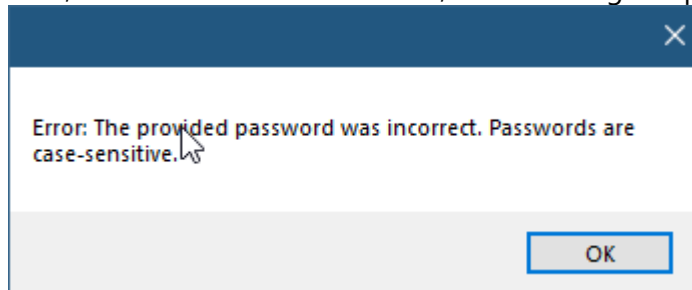 Error: The provided password was incorrect. Passwords are
case-sensitive.
OK